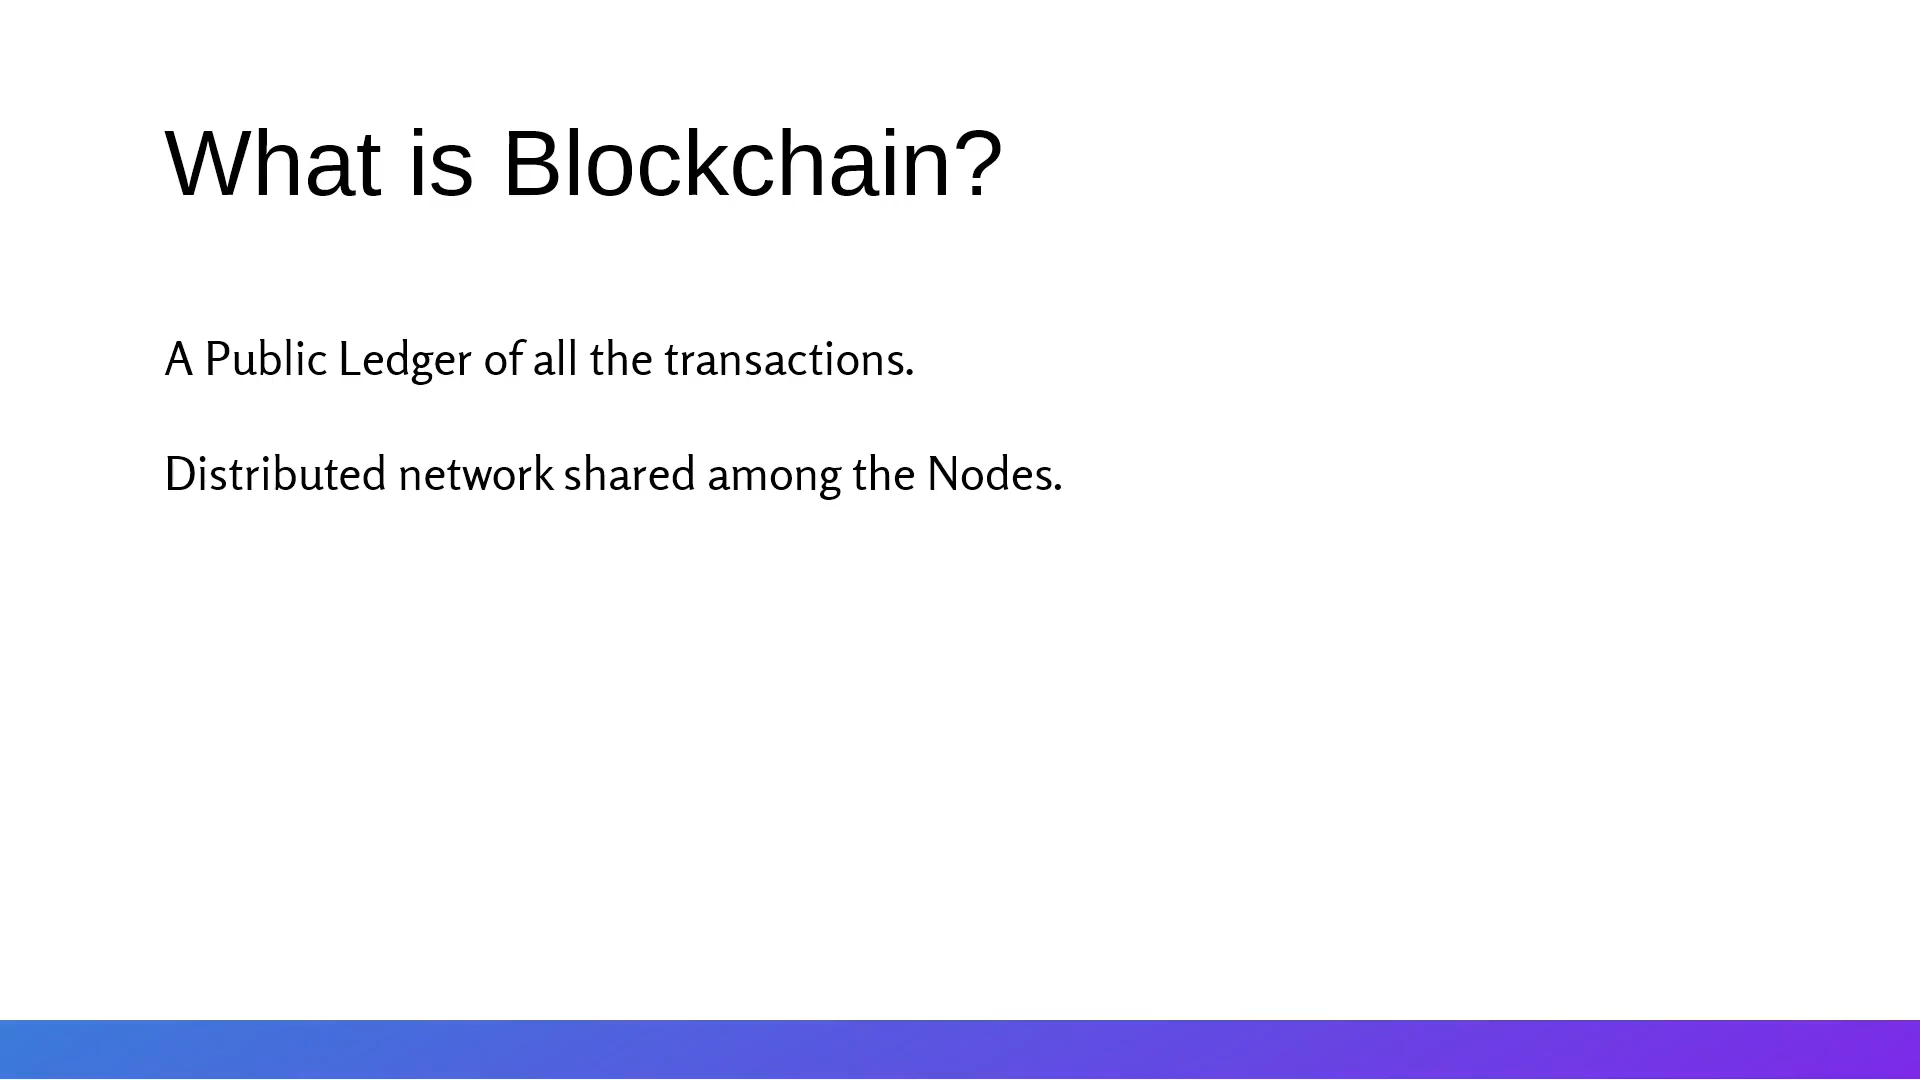 What is Blockchain?
A Public Ledger of all the transactions.
Distributed network shared among the Nodes.